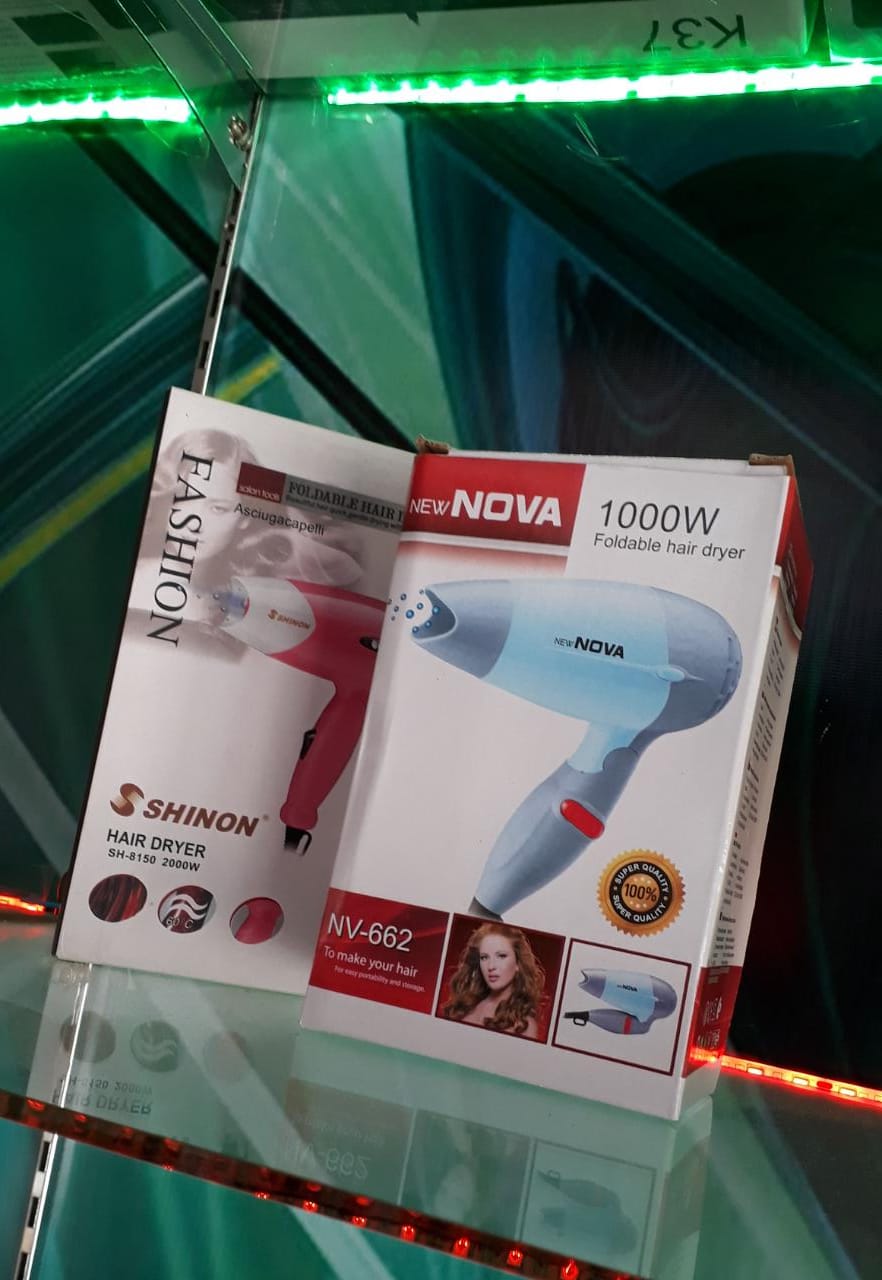 K37
FASHION
salon tools
FOLDABLE HAIR
Asciugacapelli
SHINON
SHINON®
HAIR DRYER
SH-8150 2000W
60°C
NEW NOVA
1000W
Foldable hair dryer
NEW NOVA
SUPER QUALITY
100%
SUPER QUALITY
NV-662
To make your hair
For easy portability and storage.
NOVA